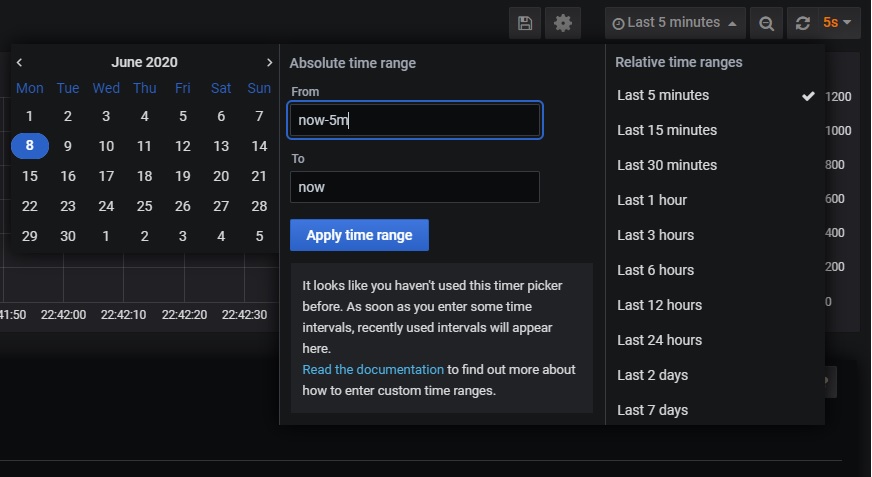 Last 5 minutes
5s
June 2020
Mon Tue Wed Thu Fri Sat Sun
1 2 3 4 5 6 7
8 9 10 11 12 13 14
15 16 17 18 19 20 21
22 23 24 25 26 27 28
29 30 1 2 3 4 5
Absolute time range
From
now-5m
To
now
Apply time range
It looks like you haven't used this timer picker
before. As soon as you enter some time
intervals, recently used intervals will appear
here.
Read the documentation to find out more about
how to enter custom time ranges.
Relative time ranges
Last 5 minutes
Last 15 minutes
Last 30 minutes
Last 1 hour
Last 3 hours
Last 6 hours
Last 12 hours
Last 24 hours
Last 2 days
Last 7 days
1200
1000
800
600
400
200
0
41:50 22:42:00 22:42:10 22:42:20 22:42:30